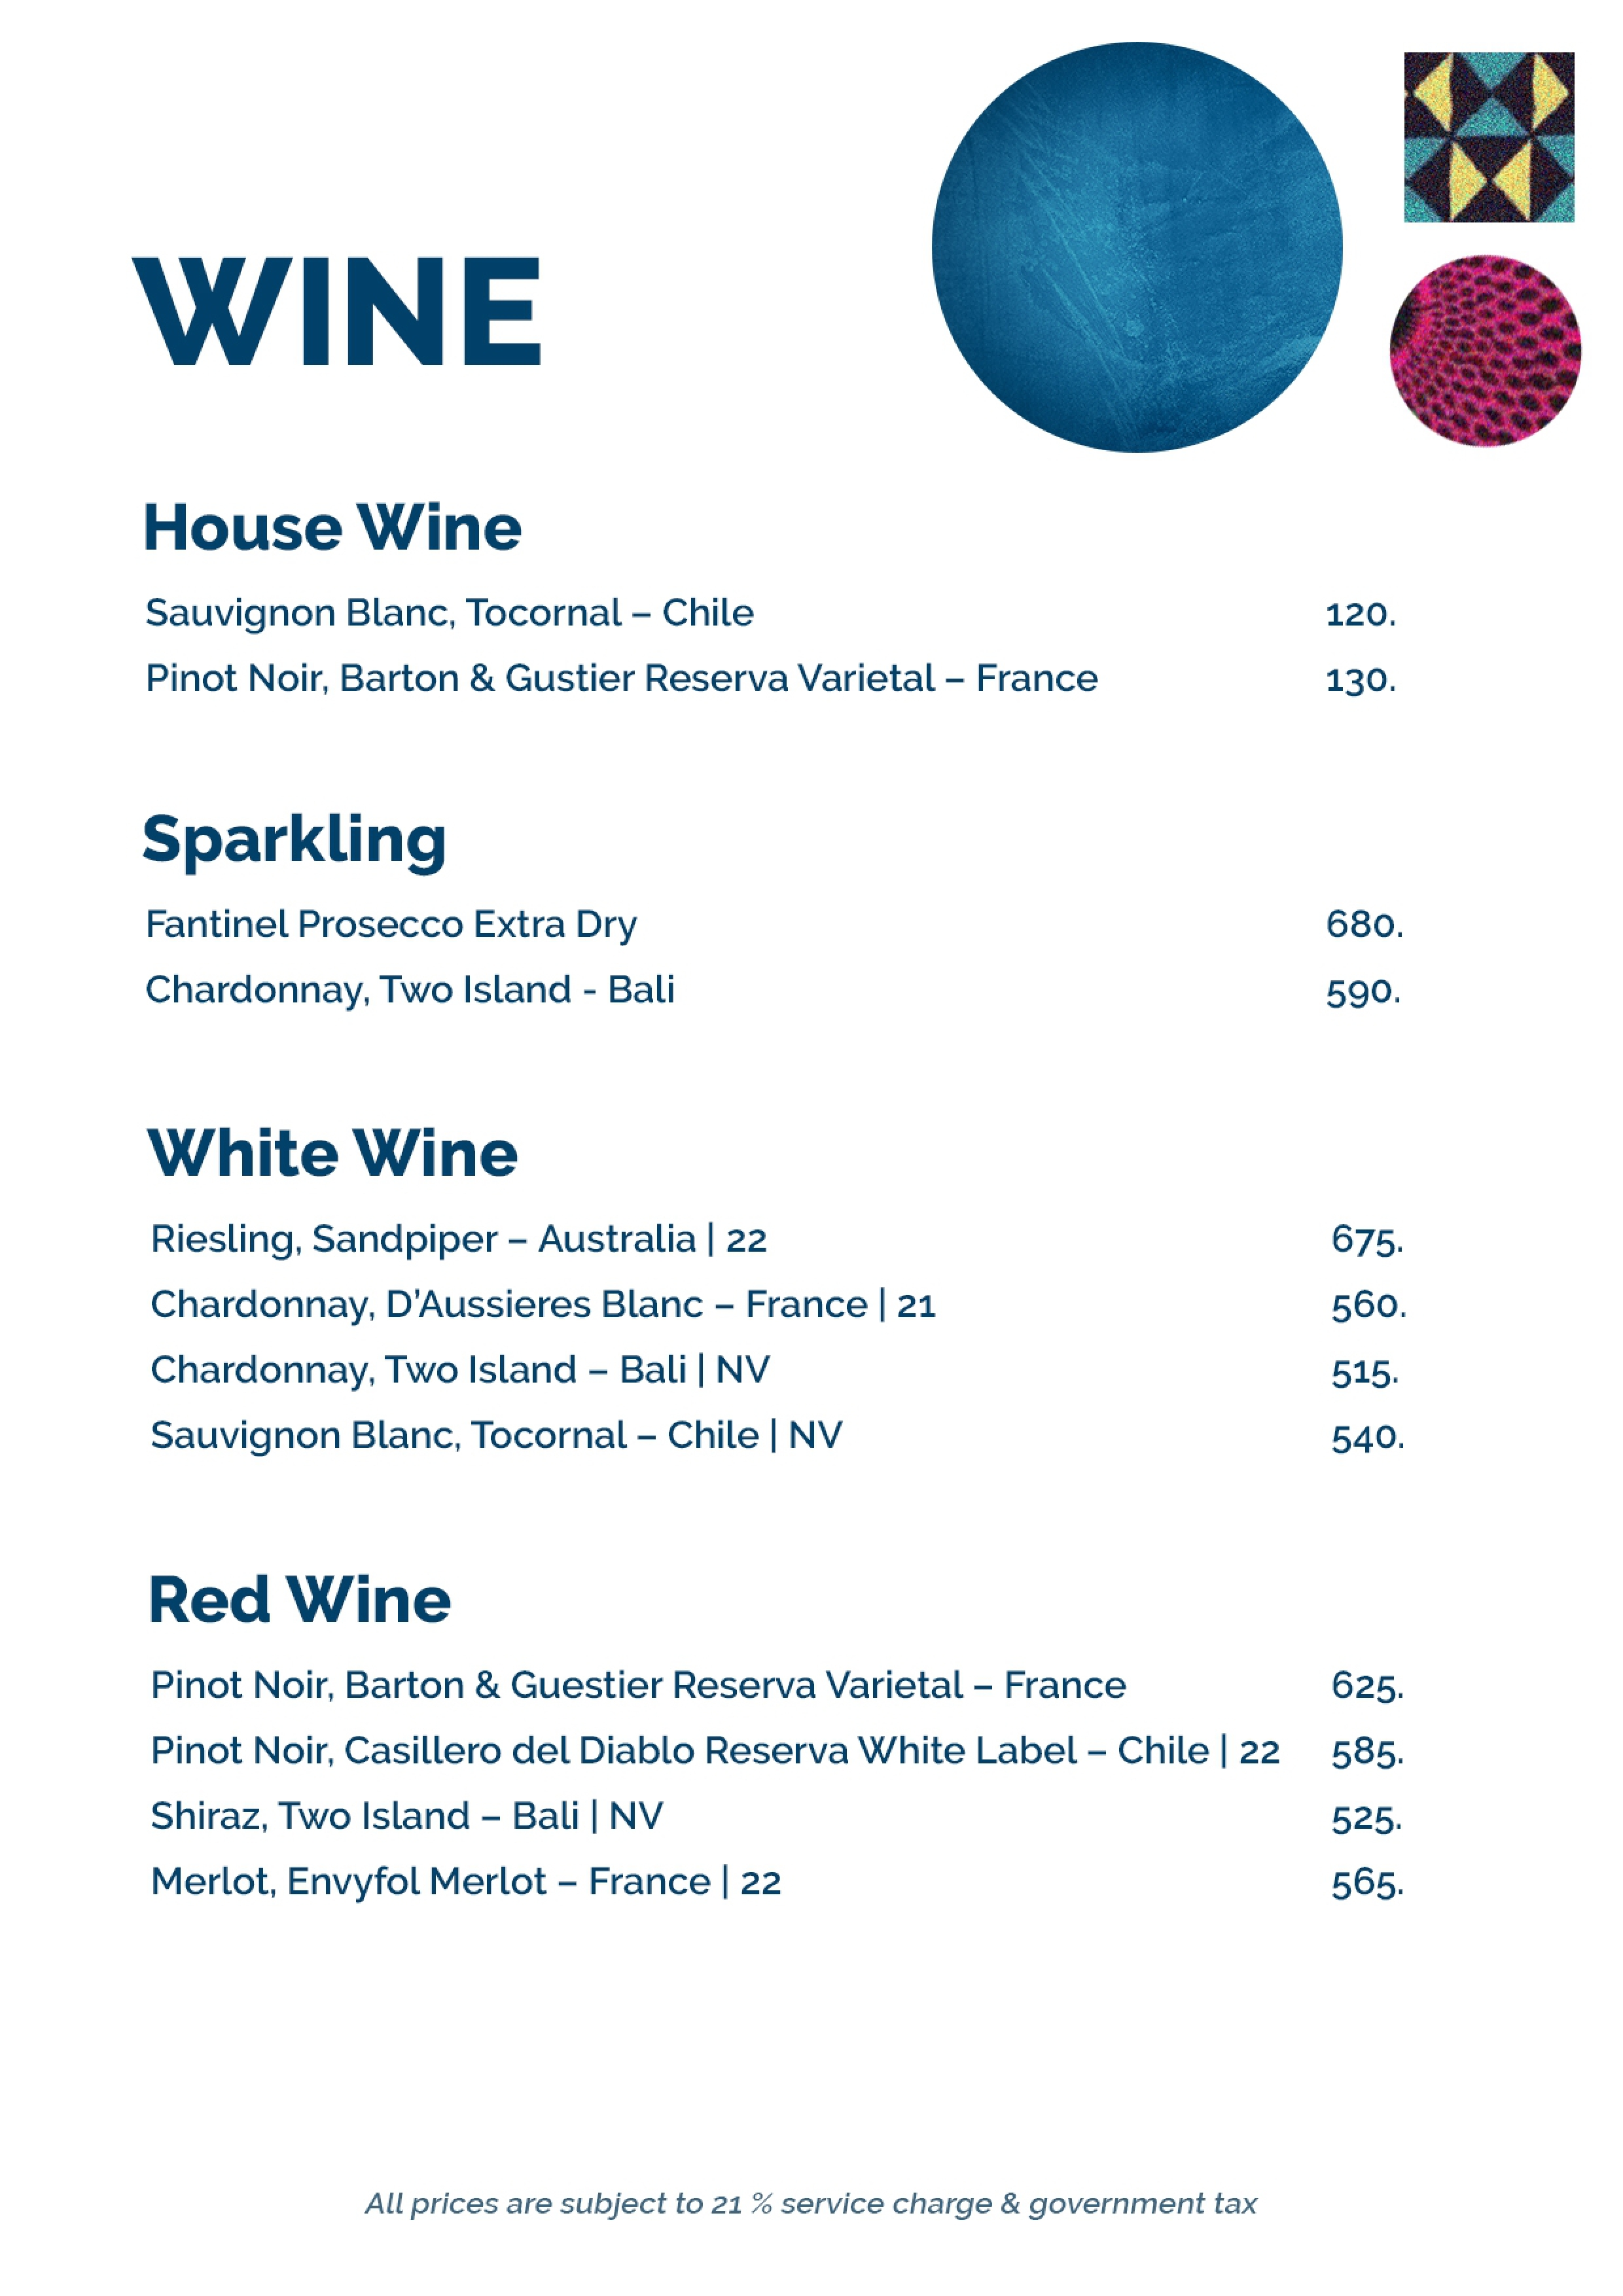 WINE
House Wine
Sauvignon Blanc, Tocornal – Chile 120.
Pinot Noir, Barton & Gustier Reserva Varietal – France 130.
Sparkling
Fantinel Prosecco Extra Dry 680.
Chardonnay, Two Island - Bali 590.
White Wine
Riesling, Sandpiper – Australia | 22 675.
Chardonnay, D’Aussieres Blanc – France | 21 560.
Chardonnay, Two Island – Bali | NV 515.
Sauvignon Blanc, Tocornal – Chile | NV 540.
Red Wine
Pinot Noir, Barton & Guestier Reserva Varietal – France 625.
Pinot Noir, Casillero del Diablo Reserva White Label – Chile | 22 585.
Shiraz, Two Island – Bali | NV 525.
Merlot, Envyfol Merlot – France | 22 565.
All prices are subject to 21 % service charge & government tax